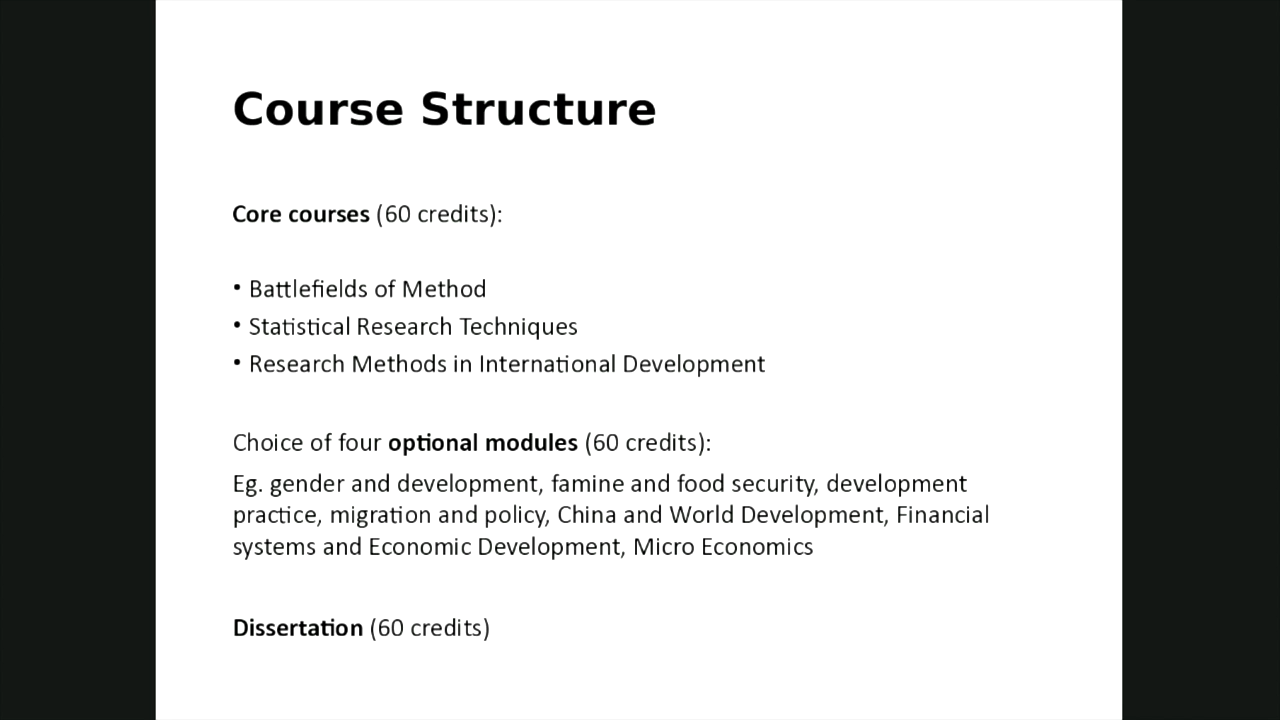 Course Structure
Core courses (60 credits):
• Battlefields of Method
• Statistical Research Techniques
• Research Methods in International Development
Choice of four optional modules (60 credits):
Eg. gender and development, famine and food security, development
practice, migration and policy, China and World Development, Financial
systems and Economic Development, Micro Economics
Dissertation (60 credits)